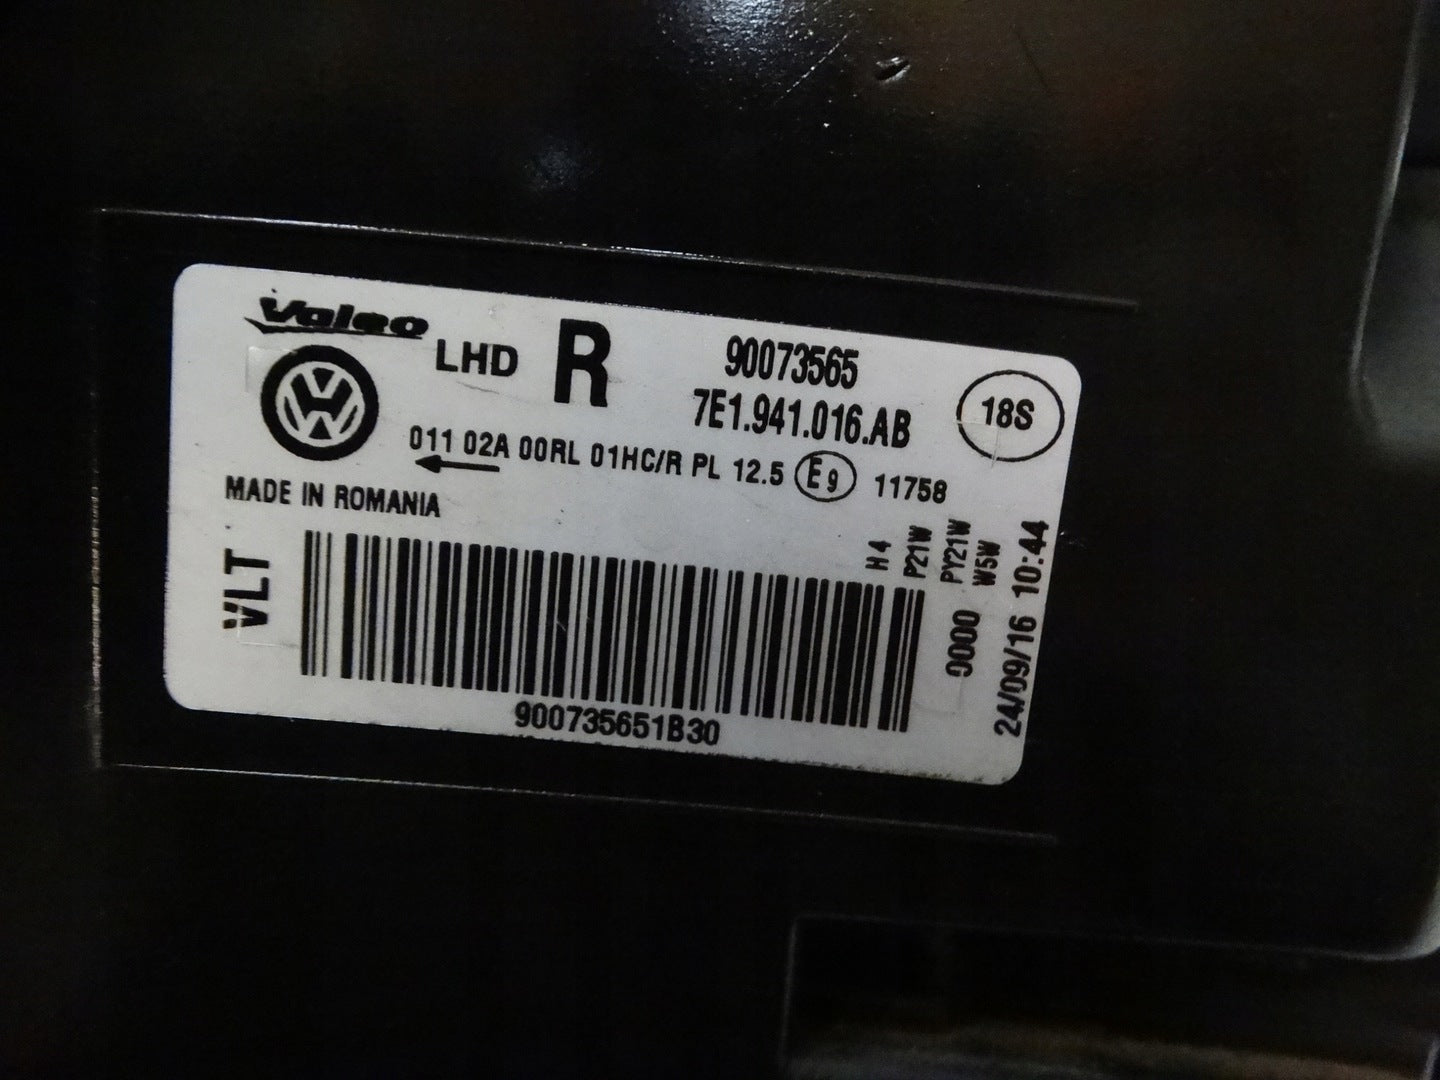 Valeo
LHD R 90073565
7E1.941.016.AB
18S
011 02A 00RL 01HC/R PL 12.5 E9 11758
MADE IN ROMANIA
VLT
H4
P21W
PY21W
W5W
0000
24/09/16 10:44
900735651B30